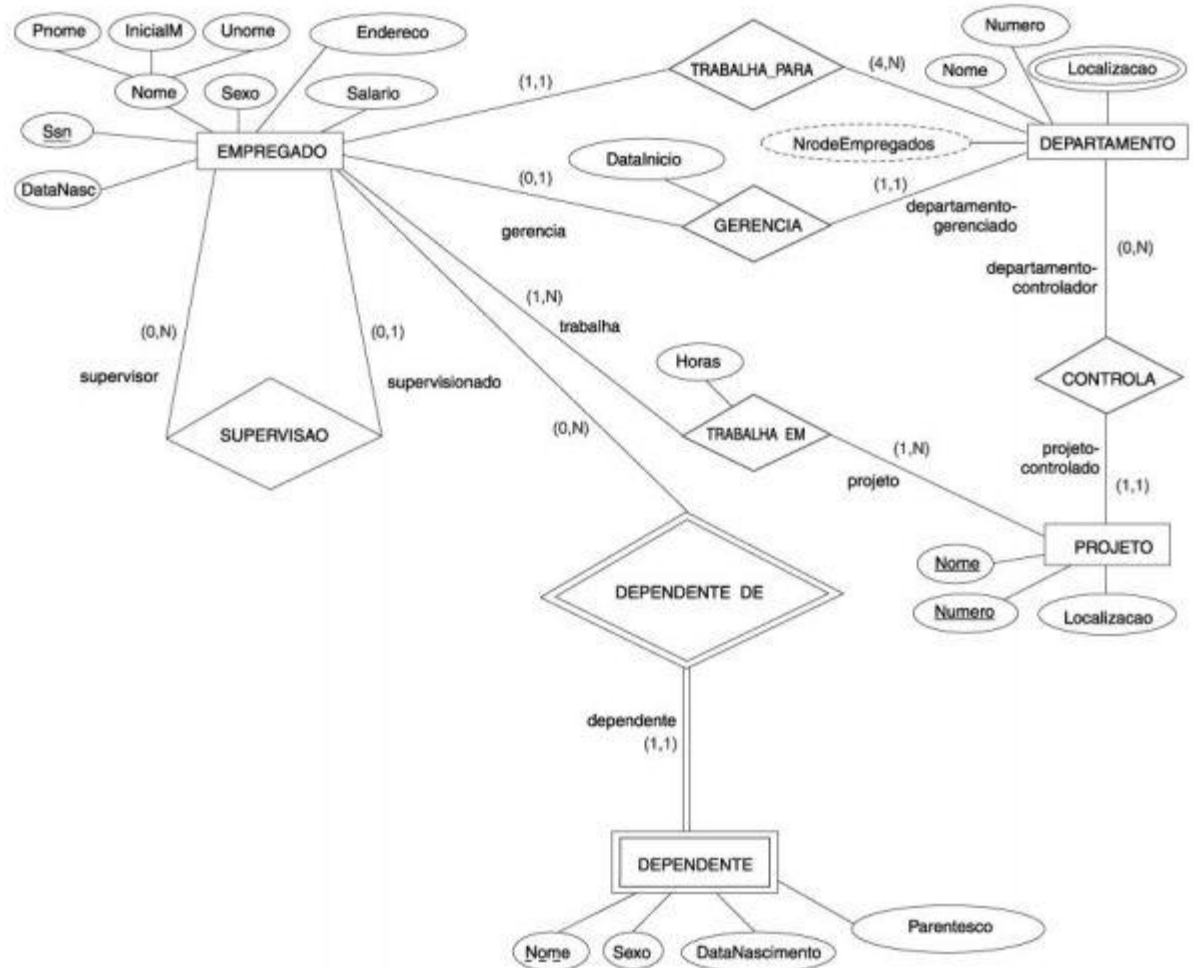 Pnome
InicialM
Unome
Endereco
Numero
(1,1)
TRABALHA_PARA
(4,N)
Nome
Localizacao
Nome
Sexo
Salario
Ssn
EMPREGADO
DataInicio
NrodeEmpregados
DEPARTAMENTO
DataNasc
(0,1)
gerencia
GERENCIA
(1,1)
departamento-
gerenciado
(0,N)
departamento-
controlador
(1,N)
trabalha
(0,N)
supervisor
(0,1)
supervisionado
Horas
CONTROLA
SUPERVISAO
(0,N)
TRABALHA EM
(1,N)
projeto
projeto-
controlado
(1,1)
PROJETO
Nome
Numero
Localizacao
DEPENDENTE DE
dependente
(1,1)
DEPENDENTE
Nome
Sexo
DataNascimento
Parentesco